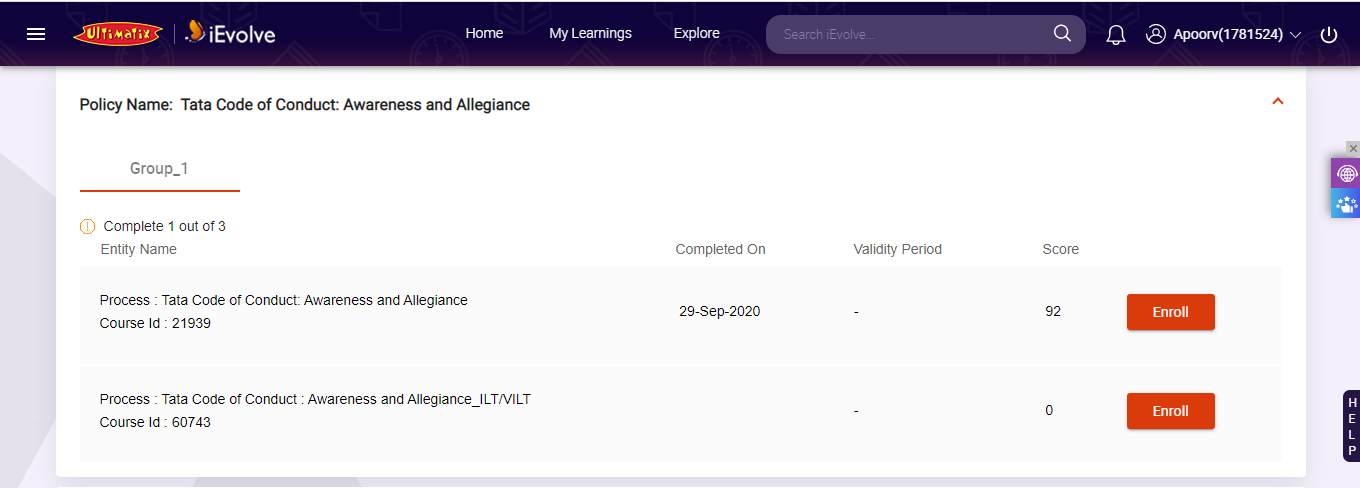 Ultimatix iEvolve Home My Learnings Explore Search iEvolve... Apoorv(1781524)
Policy Name: Tata Code of Conduct: Awareness and Allegiance
Group_1
Complete 1 out of 3
Entity Name Completed On Validity Period Score
Process : Tata Code of Conduct: Awareness and Allegiance
Course Id : 21939
29-Sep-2020 - 92 Enroll
Process : Tata Code of Conduct : Awareness and Allegiance_ILT/VILT
Course Id : 60743
- 0 Enroll
HELP